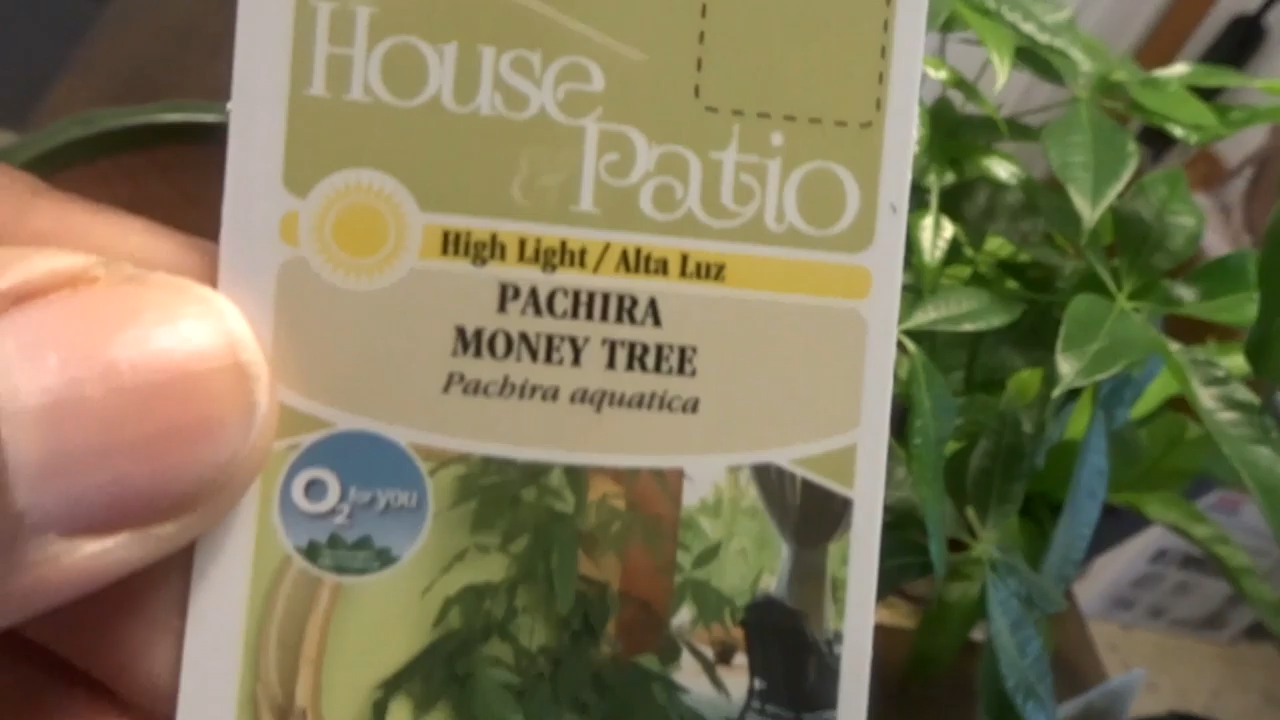 House
& Patio
High Light / Alta Luz
PACHIRA
MONEY TREE
Pachira aquatica
O2 for you